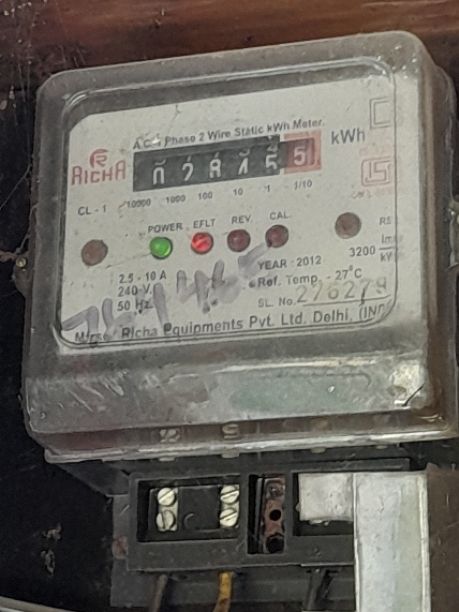 A.C. 1 Phase 2 Wire Static kWh Meter.
RICHA
kWh
CL - 1
10000 1000 100 10 1 1/10
POWER EFLT REV. CAL.
3200
2.5 - 10 A
240 V.
50 Hz.
YEAR : 2012
Ref. Temp. - 27°C
SL. No. 276279
Richa Equipments Pvt. Ltd. Delhi,